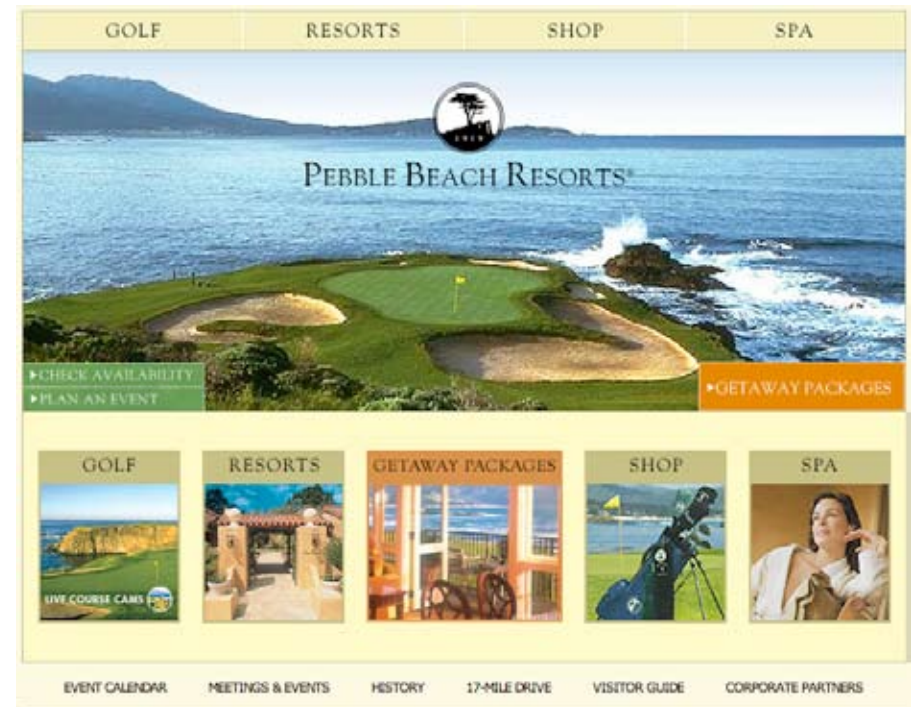 GOLF RESORTS SHOP SPA
1919
PEBBLE BEACH RESORTS®
▸CHECK AVAILABILITY
▸PLAN AN EVENT
▸GETAWAY PACKAGES
GOLF RESORTS GETAWAY PACKAGES SHOP SPA
LIVE COURSE CAMS
EVENT CALENDAR MEETINGS & EVENTS HISTORY 17-MILE DRIVE VISITOR GUIDE CORPORATE PARTNERS